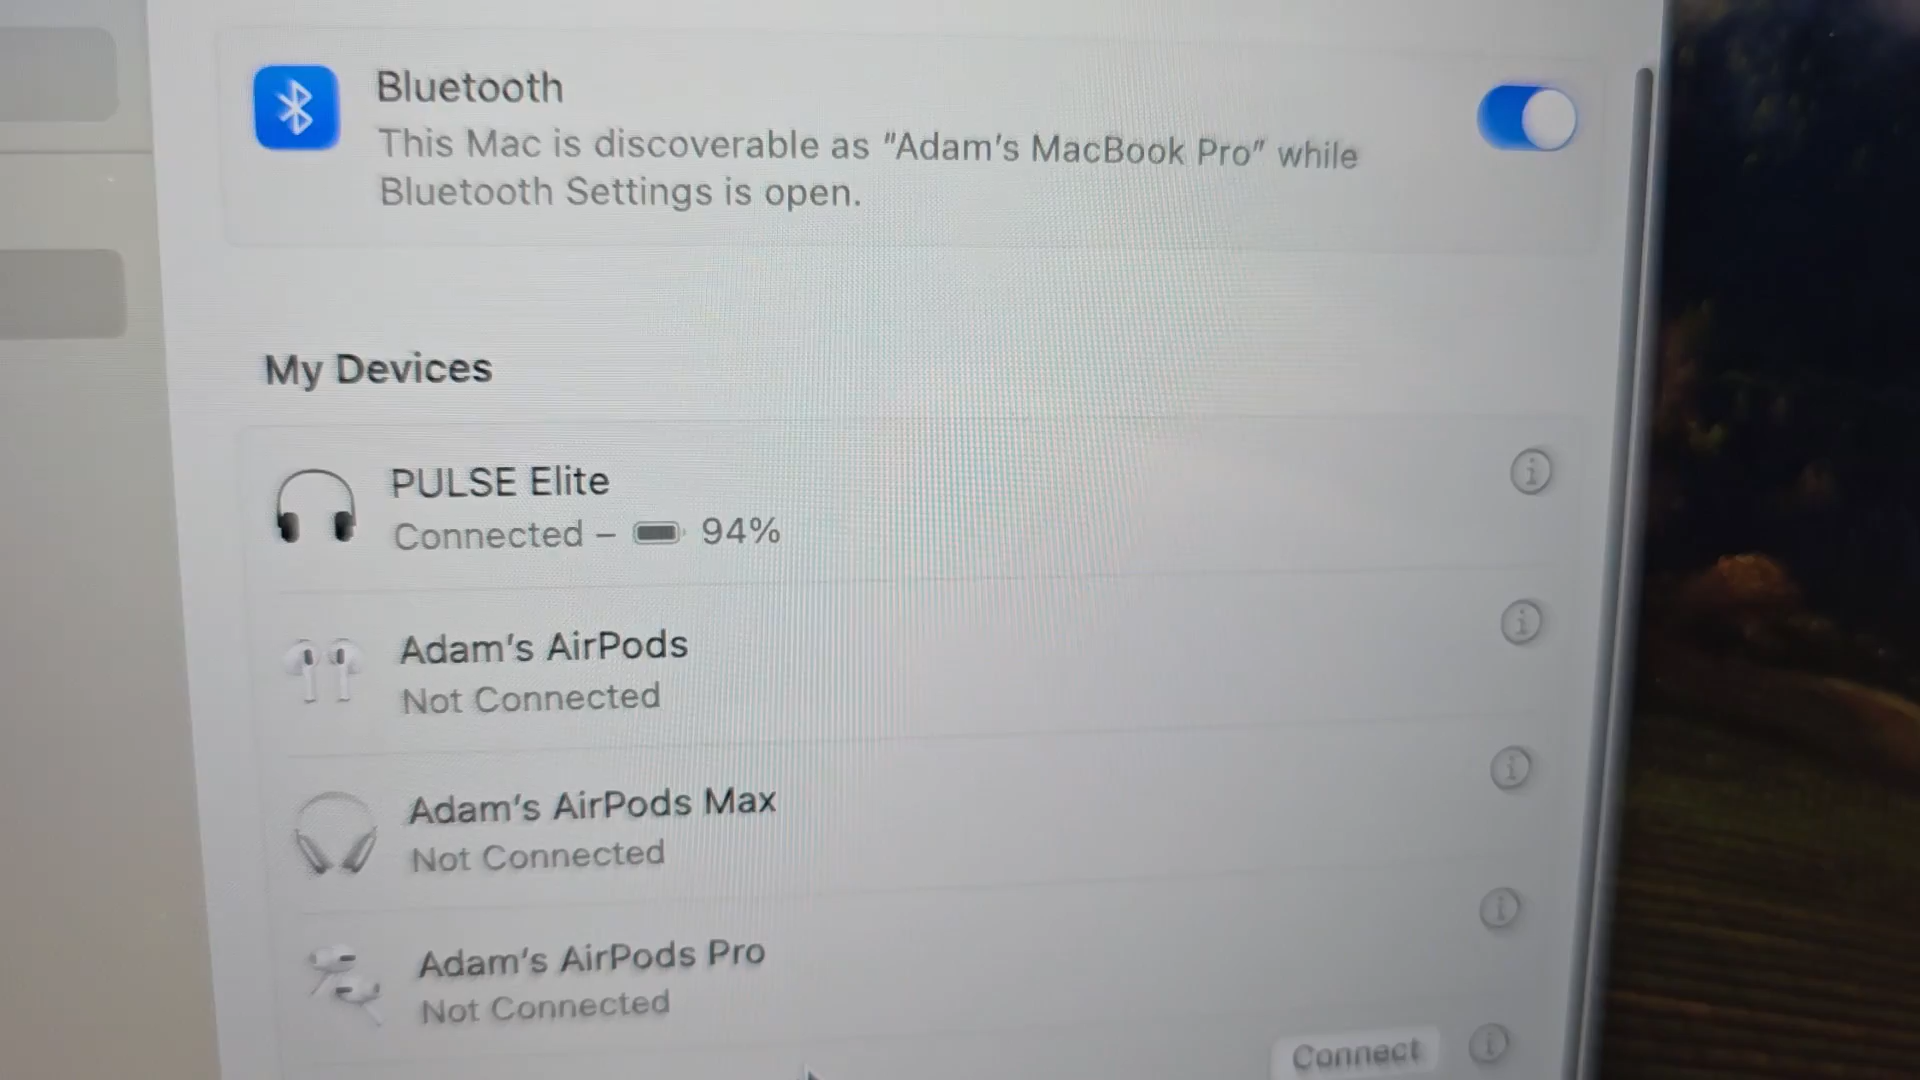 Bluetooth
This Mac is discoverable as "Adam's MacBook Pro" while
Bluetooth Settings is open.
My Devices
PULSE Elite
Connected – 94%
Adam's AirPods
Not Connected
Adam's AirPods Max
Not Connected
Adam's AirPods Pro
Not Connected
Connect